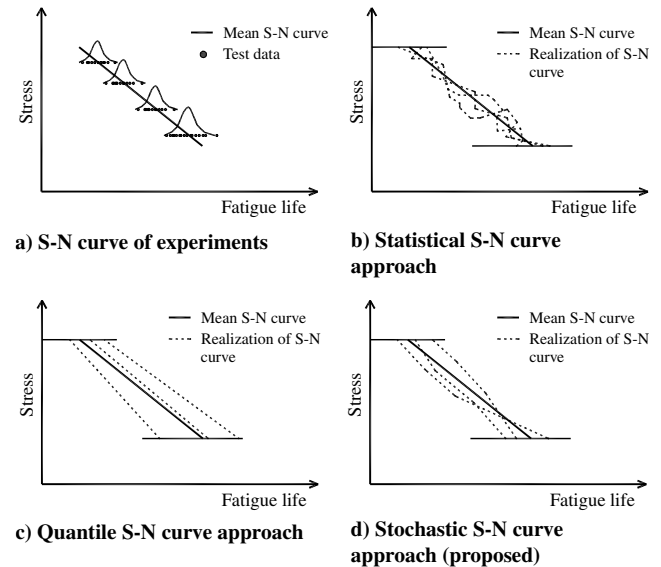 Mean S-N curve
Test data
Stress
Fatigue life
a) S-N curve of experiments
Mean S-N curve
Realization of S-N
curve
Stress
Fatigue life
b) Statistical S-N curve
approach
Mean S-N curve
Realization of S-N
curve
Stress
Fatigue life
c) Quantile S-N curve approach
Mean S-N curve
Realization of S-N
curve
Stress
Fatigue life
d) Stochastic S-N curve
approach (proposed)